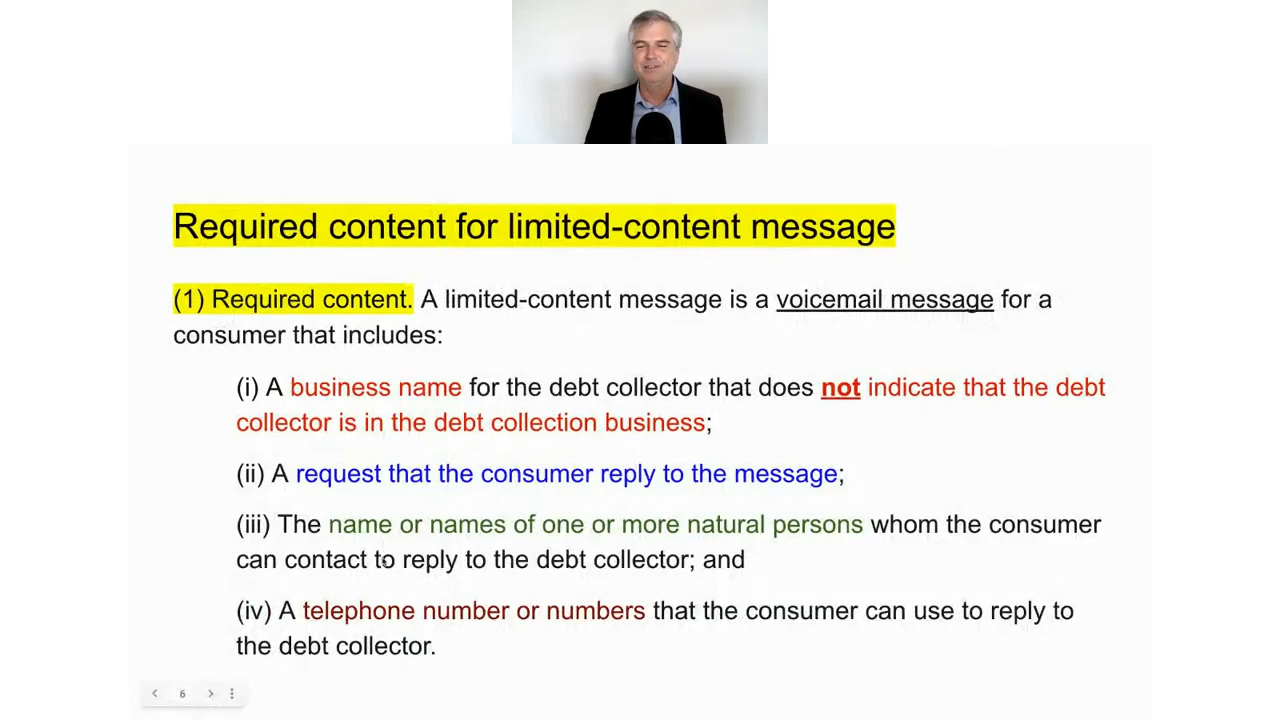 Required content for limited-content message
(1) Required content. A limited-content message is a voicemail message for a
consumer that includes:
(i) A business name for the debt collector that does not indicate that the debt
collector is in the debt collection business;
(ii) A request that the consumer reply to the message;
(iii) The name or names of one or more natural persons whom the consumer
can contact to reply to the debt collector; and
(iv) A telephone number or numbers that the consumer can use to reply to
the debt collector.
6